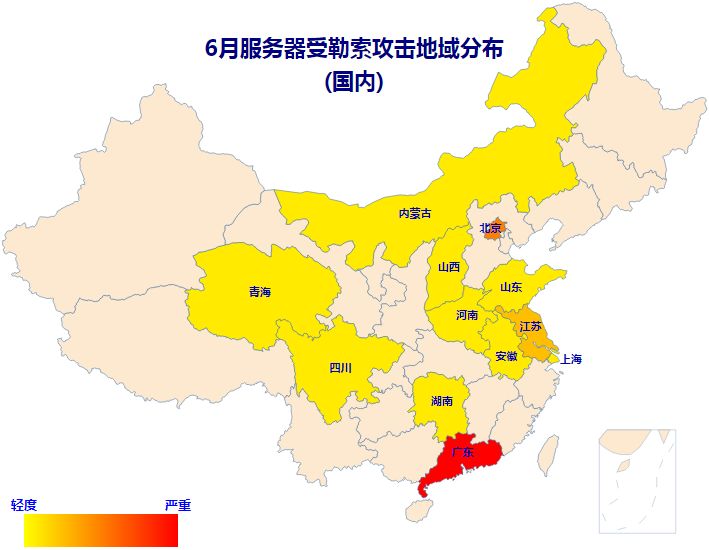 6月服务器受勒索攻击地域分布
(国内)
内蒙古
北京
山西
青海
山东
河南
江苏
安徽
上海
四川
湖南
广东
轻度
严重